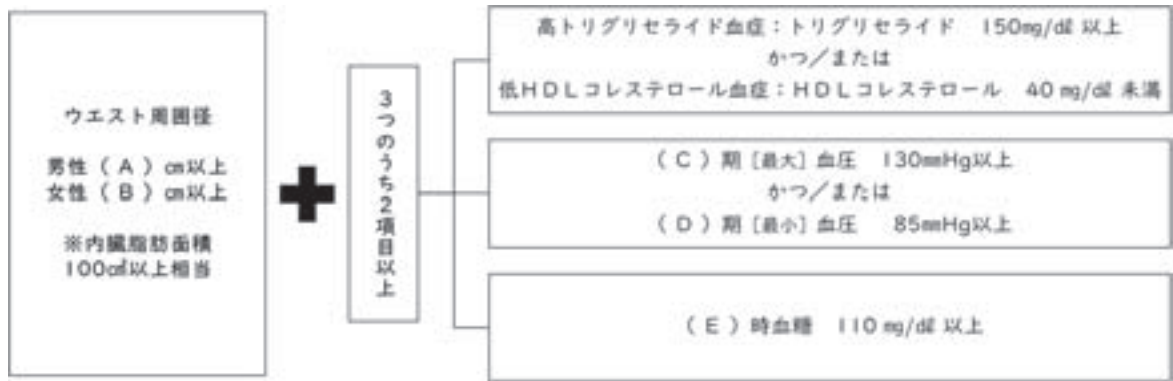 ウエスト周囲径
男性（A）㎝以上
女性（B）㎝以上
※内臓脂肪面積
100㎠以上相当
3つのうち2項目以上
高トリグリセライド血症：トリグリセライド　150mg/㎗ 以上
かつ／または
低HDLコレステロール血症：HDLコレステロール　40 mg/㎗ 未満
（C）期［最大］血圧　130mmHg以上
かつ／または
（D）期［最小］血圧　85mmHg以上
（E）時血糖　110 mg/㎗ 以上